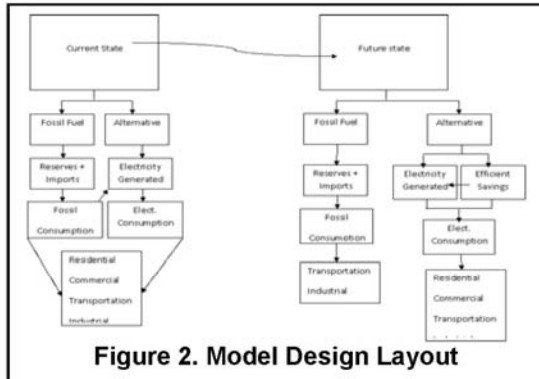 Current State
Future state
Fossil Fuel
Alternative
Fossil Fuel
Alternative
Reserves +
Imports
Electricity
Generated
Reserves +
Imports
Electricity
Generated
Efficient
Savings
Fossil
Consumption
Elect.
Consumption
Fossil
Consumption
Elect.
Consumption
Residential
Commercial
Transportation
Industrial
Transportation
Industrial
Residential
Commercial
Transportation
Figure 2. Model Design Layout